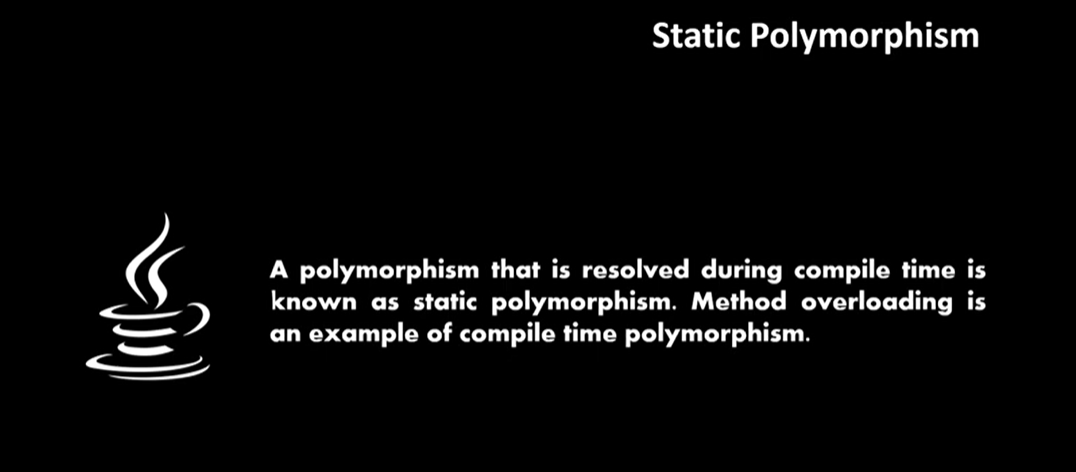 Static Polymorphism
A polymorphism that is resolved during compile time is
known as static polymorphism. Method overloading is
an example of compile time polymorphism.